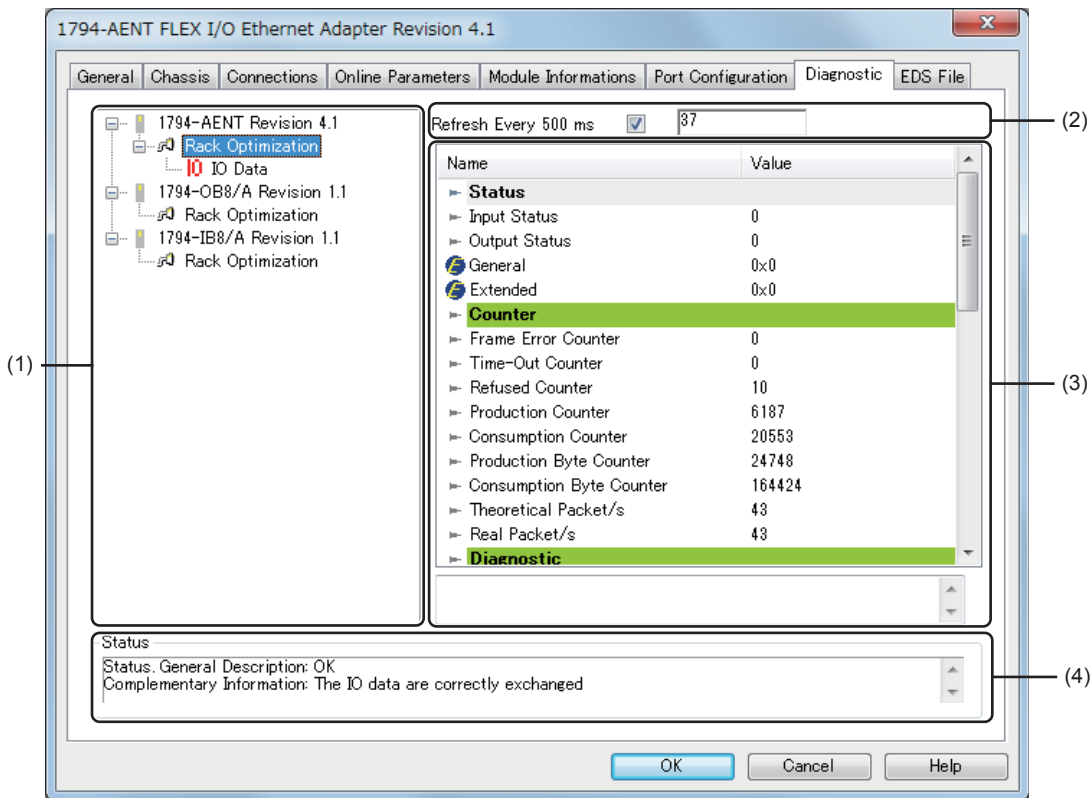 1794-AENT FLEX I/O Ethernet Adapter Revision 4.1
General Chassis Connections Online Parameters Module Informations Port Configuration Diagnostic EDS File
1794-AENT Revision 4.1
Rack Optimization
IO IO Data
1794-OB8/A Revision 1.1
Rack Optimization
1794-IB8/A Revision 1.1
Rack Optimization
(1)
Refresh Every 500 ms 37
(2)
Name Value
Status
Input Status 0
Output Status 0
General 0x0
Extended 0x0
Counter
Frame Error Counter 0
Time-Out Counter 0
Refused Counter 10
Production Counter 6187
Consumption Counter 20553
Production Byte Counter 24748
Consumption Byte Counter 164424
Theoretical Packet/s 43
Real Packet/s 43
Diagnostic
(3)
Status
Status. General Description: OK
Complementary Information: The IO data are correctly exchanged
(4)
OK Cancel Help